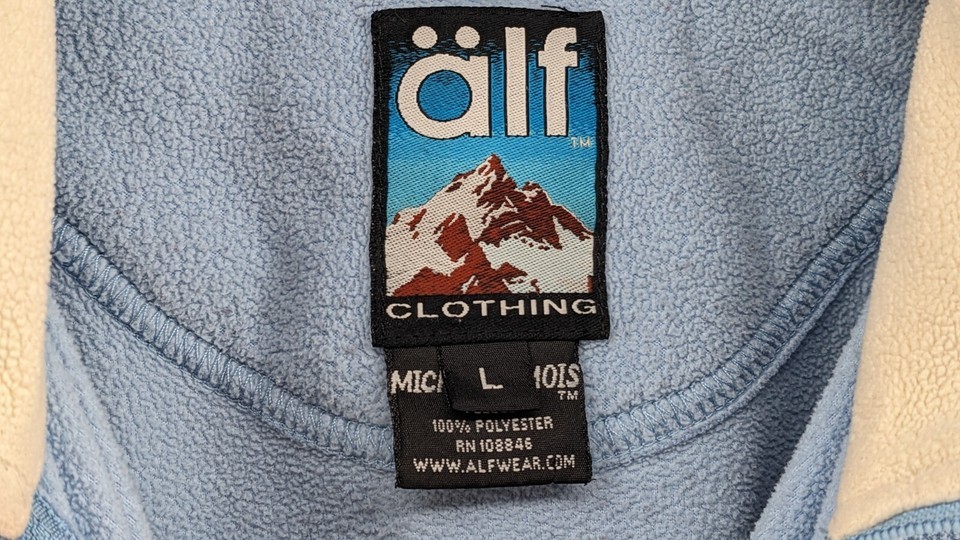 älf
TM
CLOTHING
L
TM
100% POLYESTER
RN 108846
WWW.ALFWEAR.COM